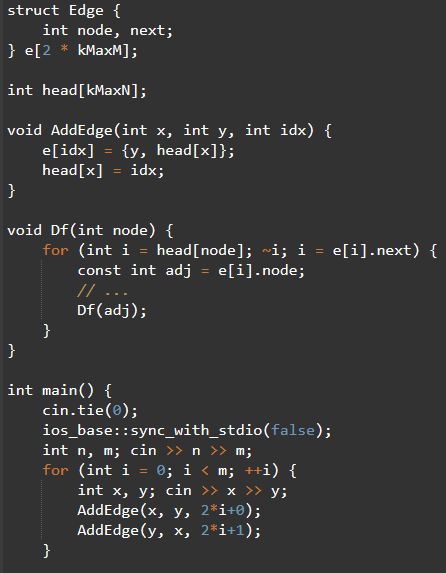 struct Edge {
    int node, next;
} e[2 * kMaxM];

int head[kMaxN];

void AddEdge(int x, int y, int idx) {
    e[idx] = {y, head[x]};
    head[x] = idx;
}

void Df(int node) {
    for (int i = head[node]; ~i; i = e[i].next) {
        const int adj = e[i].node;
        // ...
        Df(adj);
    }
}

int main() {
    cin.tie(0);
    ios_base::sync_with_stdio(false);
    int n, m; cin >> n >> m;
    for (int i = 0; i < m; ++i) {
        int x, y; cin >> x >> y;
        AddEdge(x, y, 2*i+0);
        AddEdge(y, x, 2*i+1);
    }